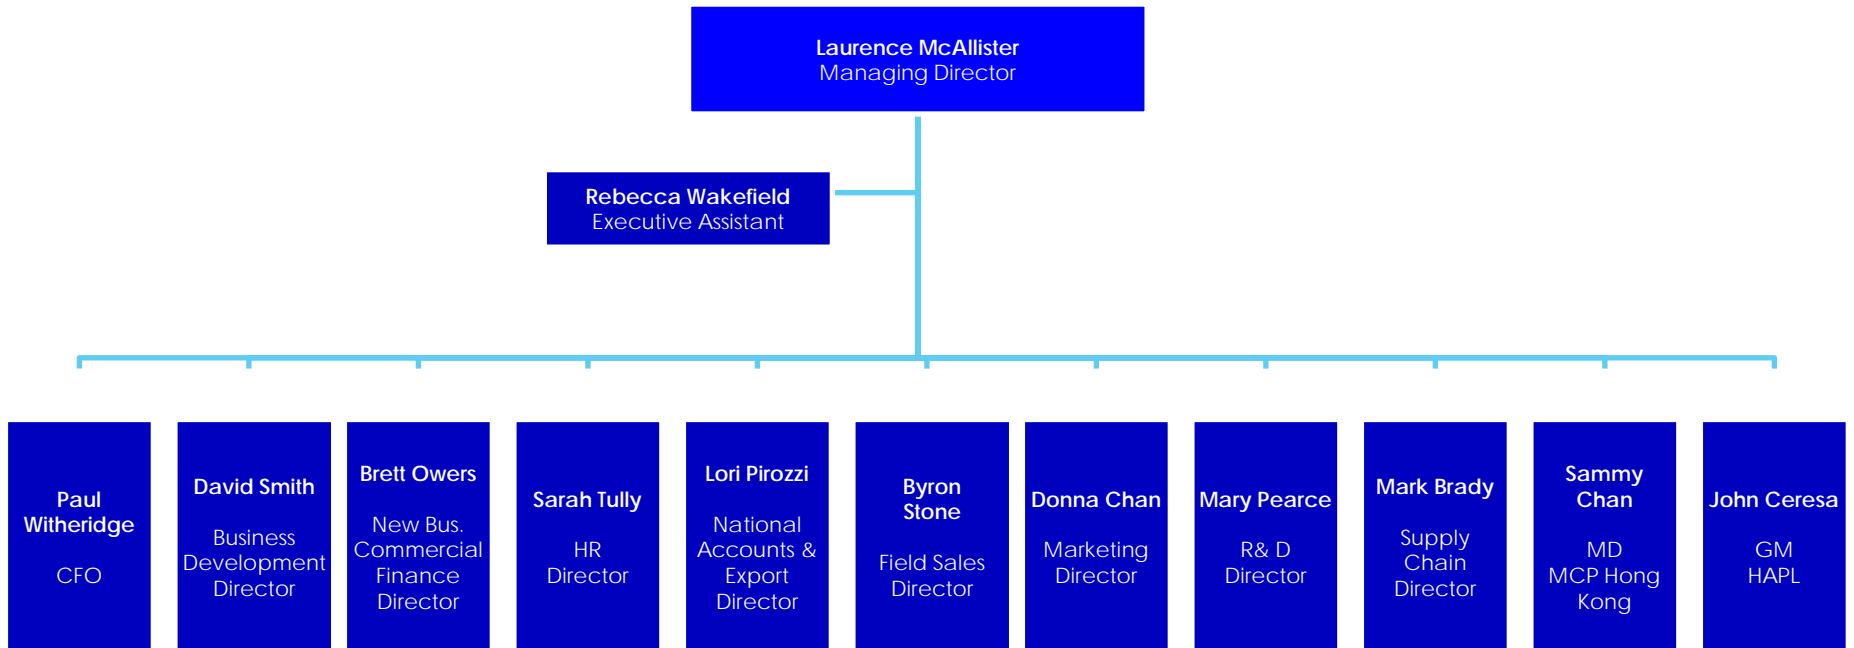 Laurence McAllister
Managing Director
Rebecca Wakefield
Executive Assistant
Paul
Witheridge
CFO
David Smith
Business
Development
Director
Brett Owers
New Bus.
Commercial
Finance
Director
Sarah Tully
HR
Director
Lori Pirozzi
National
Accounts &
Export
Director
Byron
Stone
Field Sales
Director
Donna Chan
Marketing
Director
Mary Pearce
R& D
Director
Mark Brady
Supply
Chain
Director
Sammy
Chan
MD
MCP Hong
Kong
John Ceresa
GM
HAPL